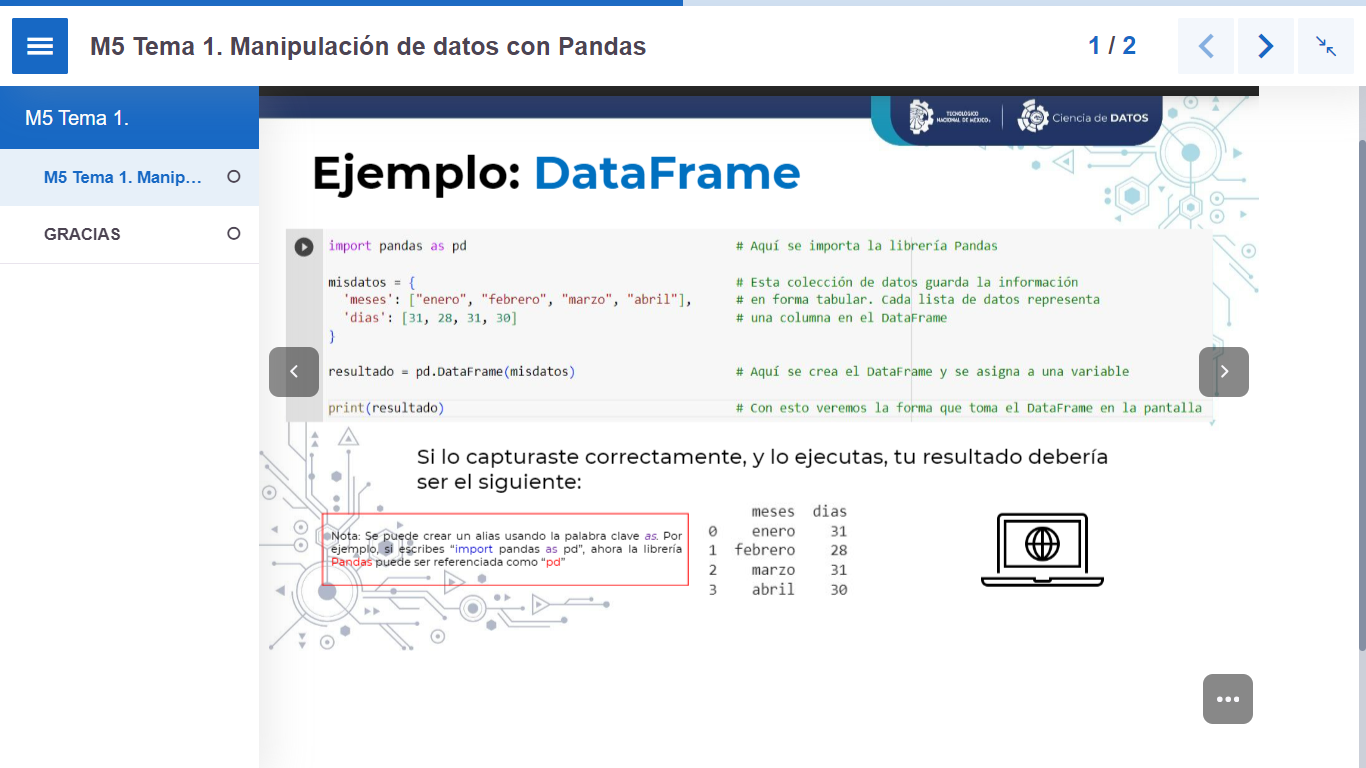 M5 Tema 1. Manipulación de datos con Pandas
1 / 2
M5 Tema 1.
M5 Tema 1. Manip...
GRACIAS
TECNOLÓGICO
NACIONAL DE MÉXICO
Ciencia de DATOS
Ejemplo: DataFrame
import pandas as pd # Aquí se importa la librería Pandas
misdatos = { # Esta colección de datos guarda la información
'meses': ["enero", "febrero", "marzo", "abril"], # en forma tabular. Cada lista de datos representa
'dias': [31, 28, 31, 30] # una columna en el DataFrame
}
resultado = pd.DataFrame(misdatos) # Aquí se crea el DataFrame y se asigna a una variable
print(resultado) # Con esto veremos la forma que toma el DataFrame en la pantalla
Si lo capturaste correctamente, y lo ejecutas, tu resultado debería
ser el siguiente:
Nota: Se puede crear un alias usando la palabra clave as. Por
ejemplo, si escribes “import pandas as pd”, ahora la librería
Pandas puede ser referenciada como “pd”
meses dias
0 enero 31
1 febrero 28
2 marzo 31
3 abril 30